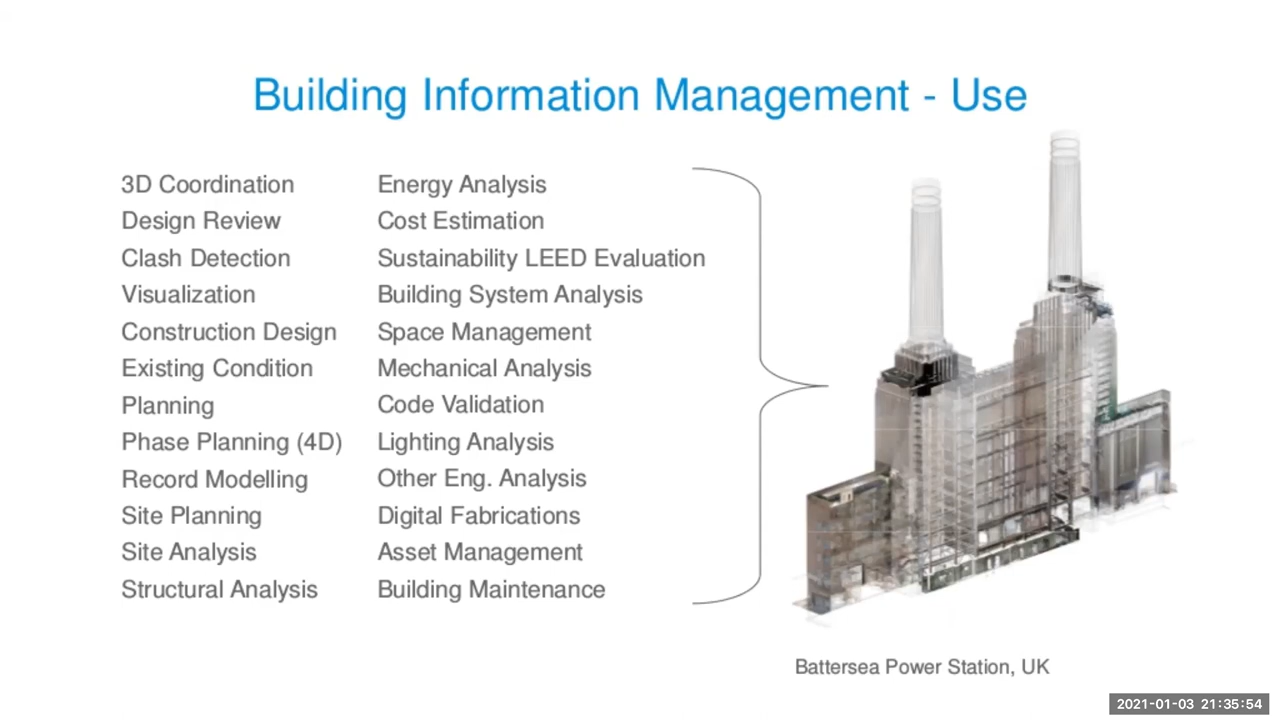 Building Information Management - Use
3D Coordination
Design Review
Clash Detection
Visualization
Construction Design
Existing Condition
Planning
Phase Planning (4D)
Record Modelling
Site Planning
Site Analysis
Structural Analysis
Energy Analysis
Cost Estimation
Sustainability LEED Evaluation
Building System Analysis
Space Management
Mechanical Analysis
Code Validation
Lighting Analysis
Other Eng. Analysis
Digital Fabrications
Asset Management
Building Maintenance
Battersea Power Station, UK
2021-01-03 21:35:54